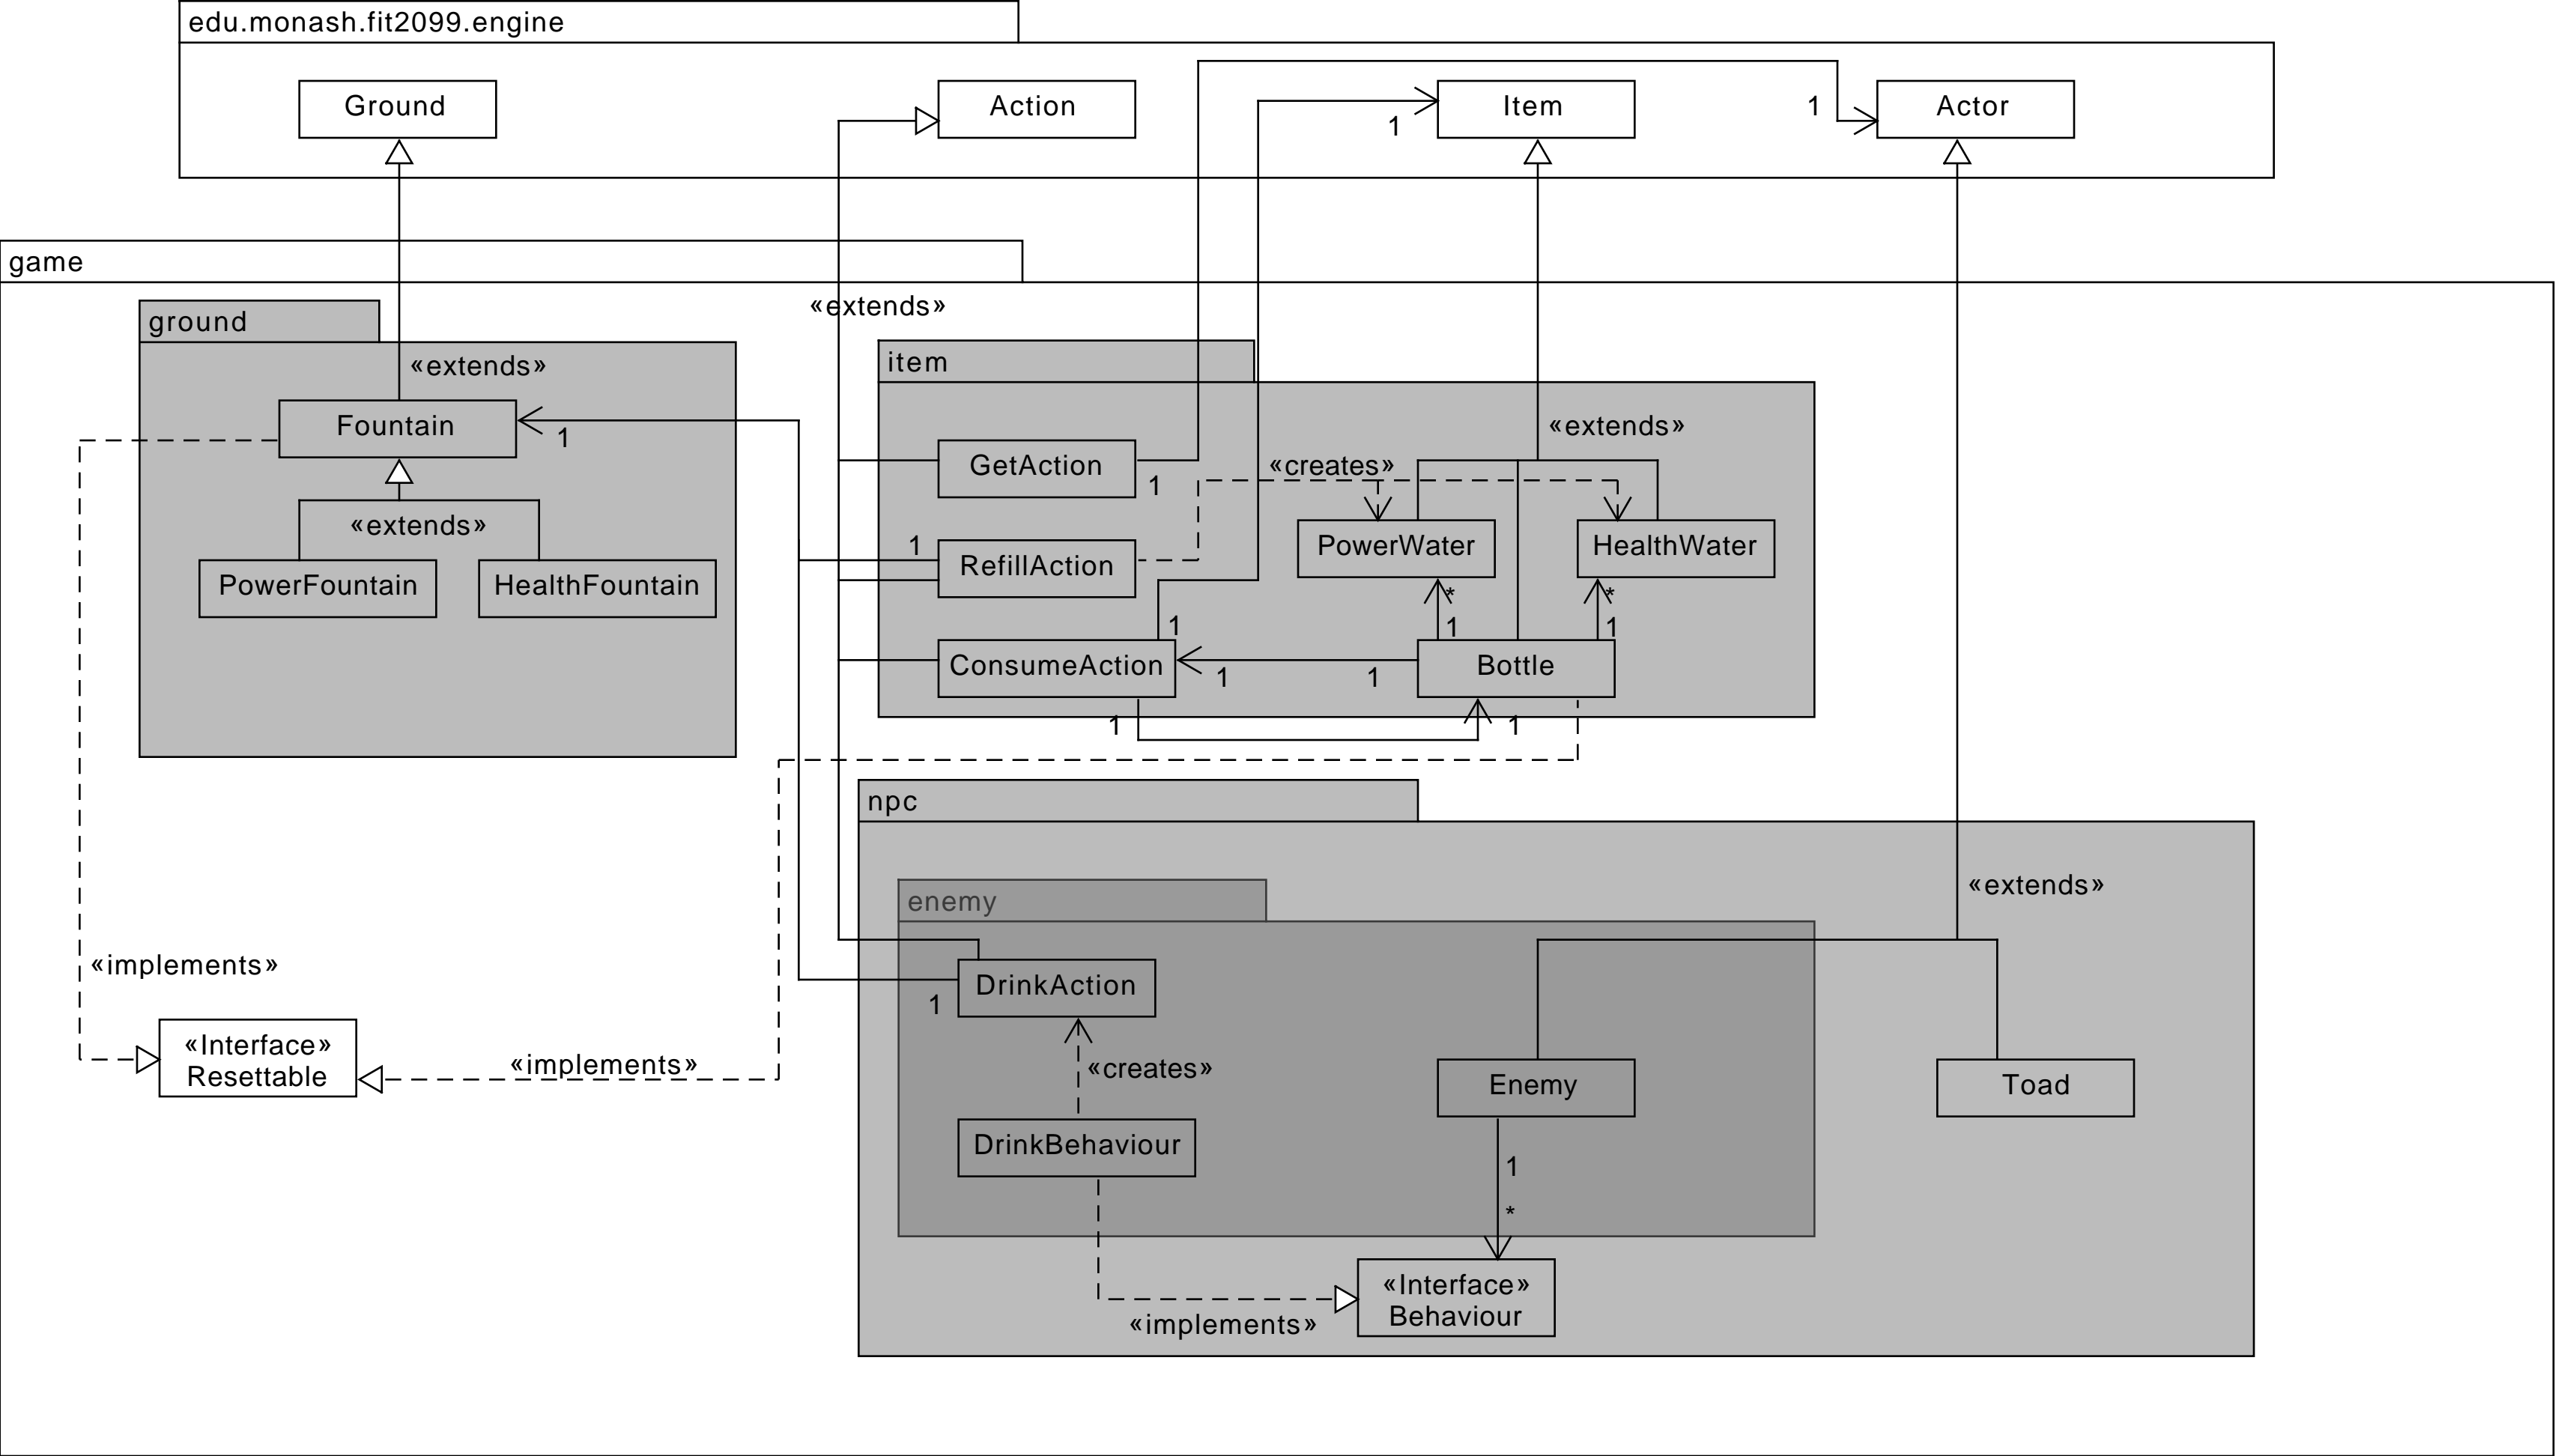 edu.monash.fit2099.engine
Ground
Action
Item
Actor
1
1
game
«extends»
ground
item
«extends»
Fountain
1
«extends»
GetAction
1
«creates»
«extends»
PowerFountain
HealthFountain
1
RefillAction
PowerWater
HealthWater
*
*
1
1
1
ConsumeAction
1
1
Bottle
1
1
npc
enemy
«extends»
«implements»
DrinkAction
1
«Interface»
Resettable
«implements»
«creates»
Enemy
Toad
DrinkBehaviour
1
*
«Interface»
Behaviour
«implements»